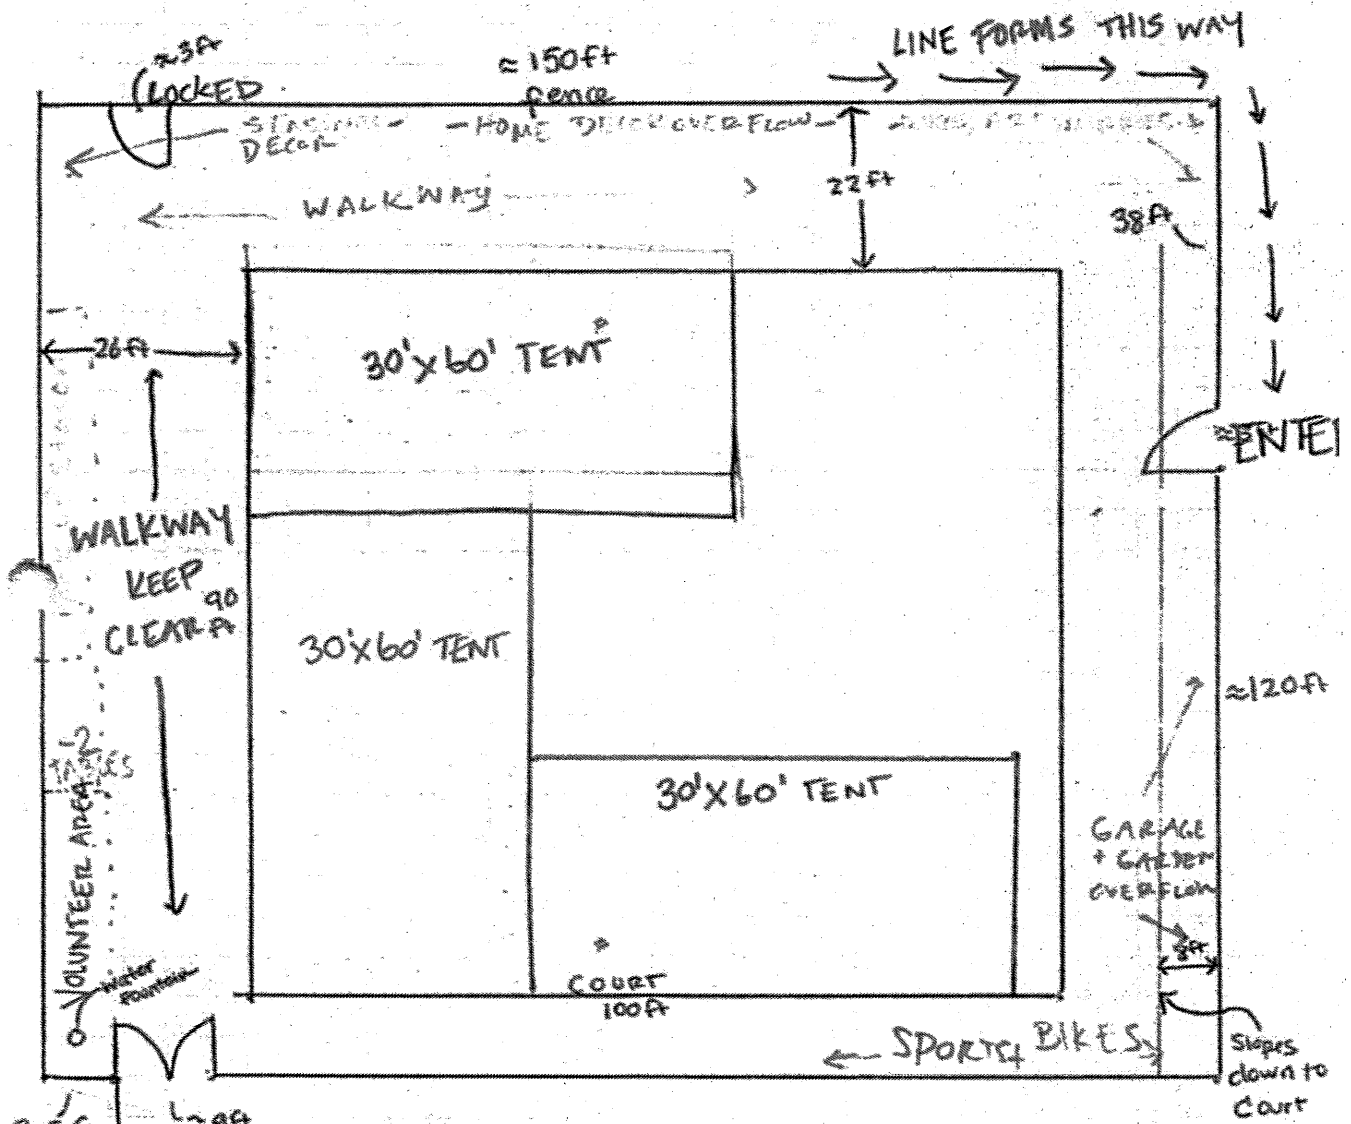 LINE FORMS THIS WAY
≈3ft
LOCKED
≈150ft
fence
DECOR
-HOME DECOR OVERFLOW-
WALKWAY
22ft
38ft
26ft
30'X60' TENT
WALKWAY
KEEP
CLEAR
90
ft
30'X60' TENT
≈120ft
VOLUNTEER AREA
30'X60' TENT
GARAGE
+ GARDEN
OVERFLOW
8ft
Water
Fountain
COURT
100ft
SPORTS+ BIKES
Slopes
down to
Court